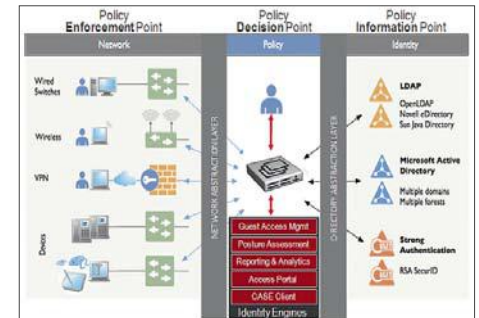 Policy
Enforcement Point
Policy
Decision Point
Policy
Information Point
Network
Policy
Identity
Wired
Switches
Wireless
VPN
Devices
NETWORK ABSTRACTION LAYER
DIRECTORY ABSTRACTION LAYER
Guest Access Mgmt
Posture Assessment
Reporting & Analytics
Access Portal
CASE Client
Identity Engines
LDAP
OpenLDAP
Novell eDirectory
Sun Java Directory
Microsoft Active
Directory
Multiple domains
Multiple forests
Strong
Authentication
RSA SecurID